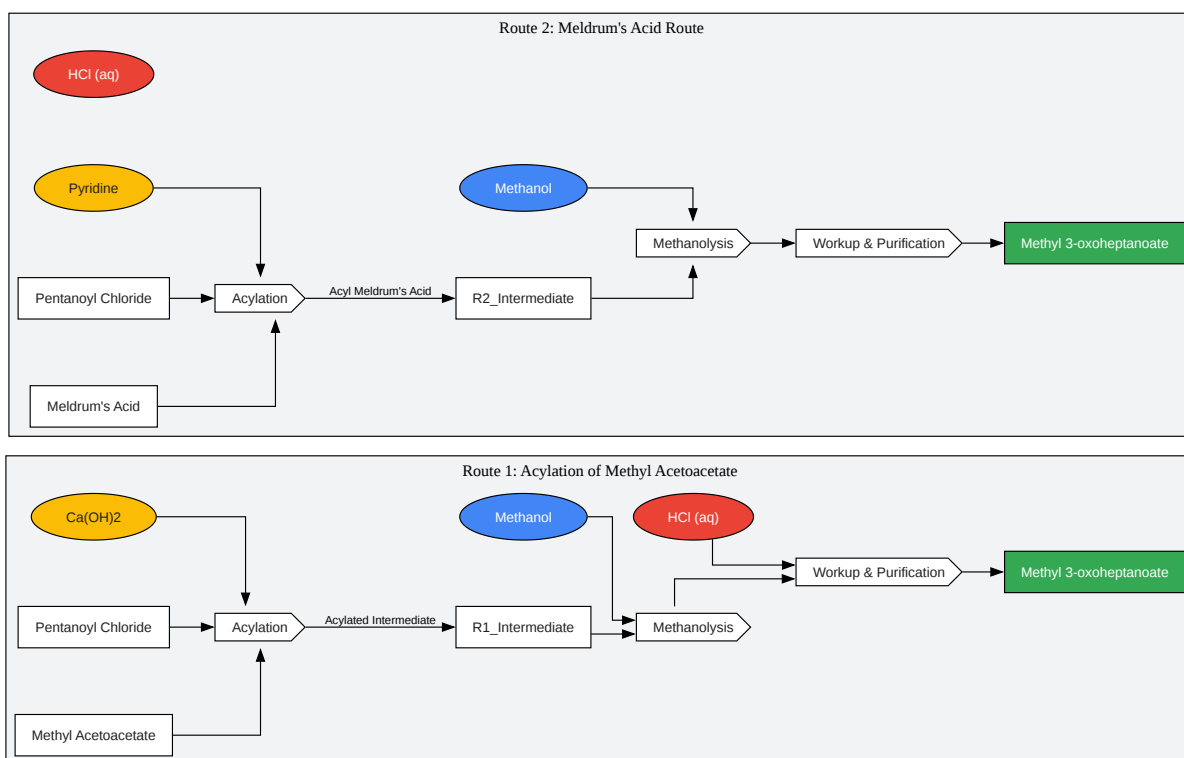 Route 2: Meldrum's Acid Route
HCl (aq)
Pyridine
Methanol
Methanolysis
Workup & Purification
Methyl 3-oxoheptanoate
Pentanoyl Chloride
Acylation
Acyl Meldrum's Acid
R2_Intermediate
Meldrum's Acid
Route 1: Acylation of Methyl Acetoacetate
Ca(OH)2
Methanol
HCl (aq)
Workup & Purification
Methyl 3-oxoheptanoate
Pentanoyl Chloride
Acylation
Acylated Intermediate
R1_Intermediate
Methanolysis
Methyl Acetoacetate